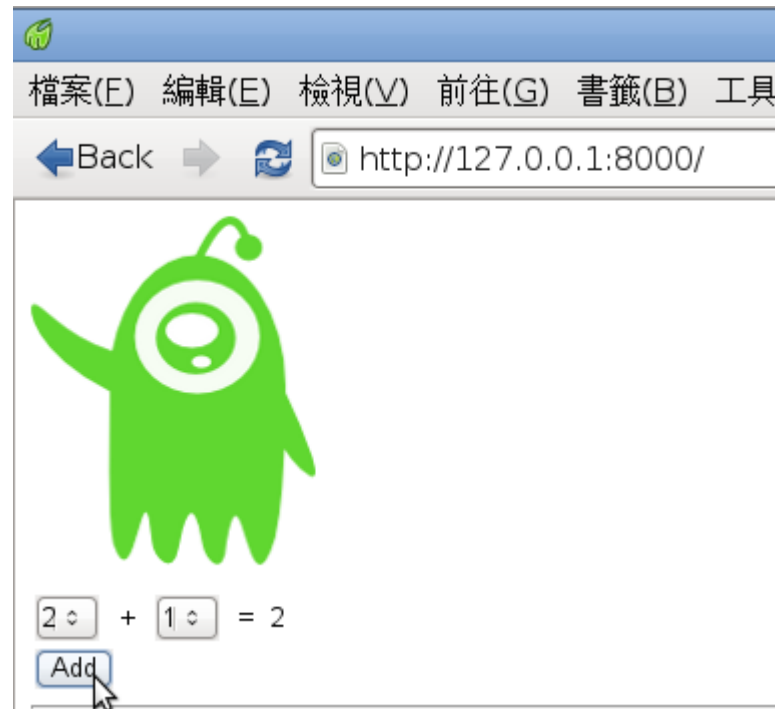 檔案(F) 編輯(E) 檢視(V) 前往(G) 書籤(B) 工具
Back http://127.0.0.1:8000/
2 + 1 = 2
Add